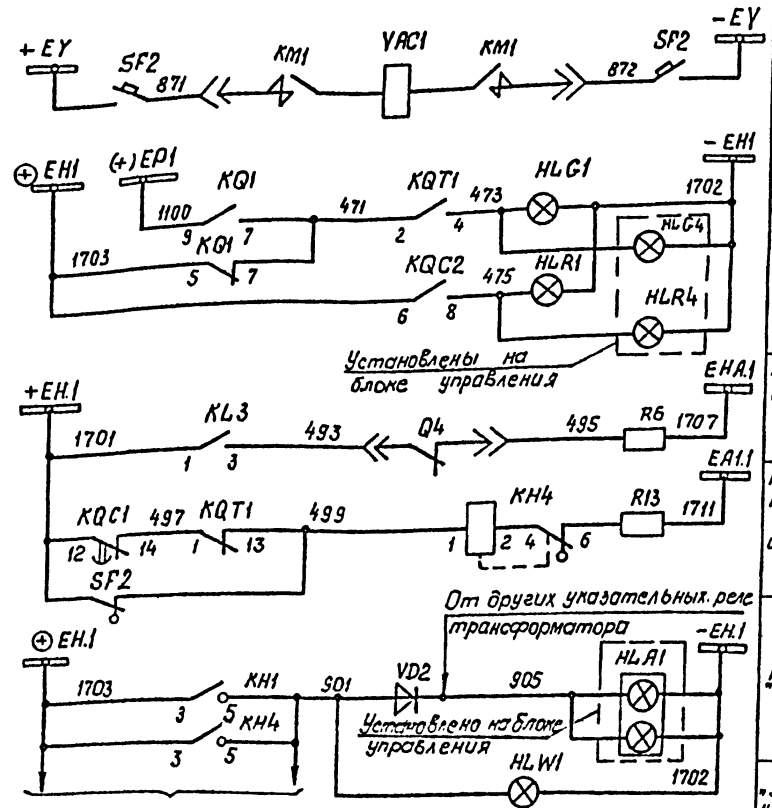 +EY SF2 871 KM1 YAC1 KM1 872 SF2 -EY
⊕ EH1 (+) EP1 -EH1
KQ1 KQT1 HLG1 1702
1100 9 7 471 2 4 473 HLG4
KQ1
1703 5 7 KQC2 475 HLR1
6 8 HLR4
Установлены на
блоке управления
+EH.1 EHA.1
1701 KL3 493 Q4 495 R6 1707
1 3
EA1.1
KQC1 497 KQT1 499 KH4 R13 1711
12 14 1 13 1 2 4 6
SF2
От других указательных. реле
трансформатора
⊕ EH.1 -EH.1
1703 KH1 901 VD2 905 HLA1
3 5 KH4
Установлено на блоке
управления
3 5 HLW1 1702